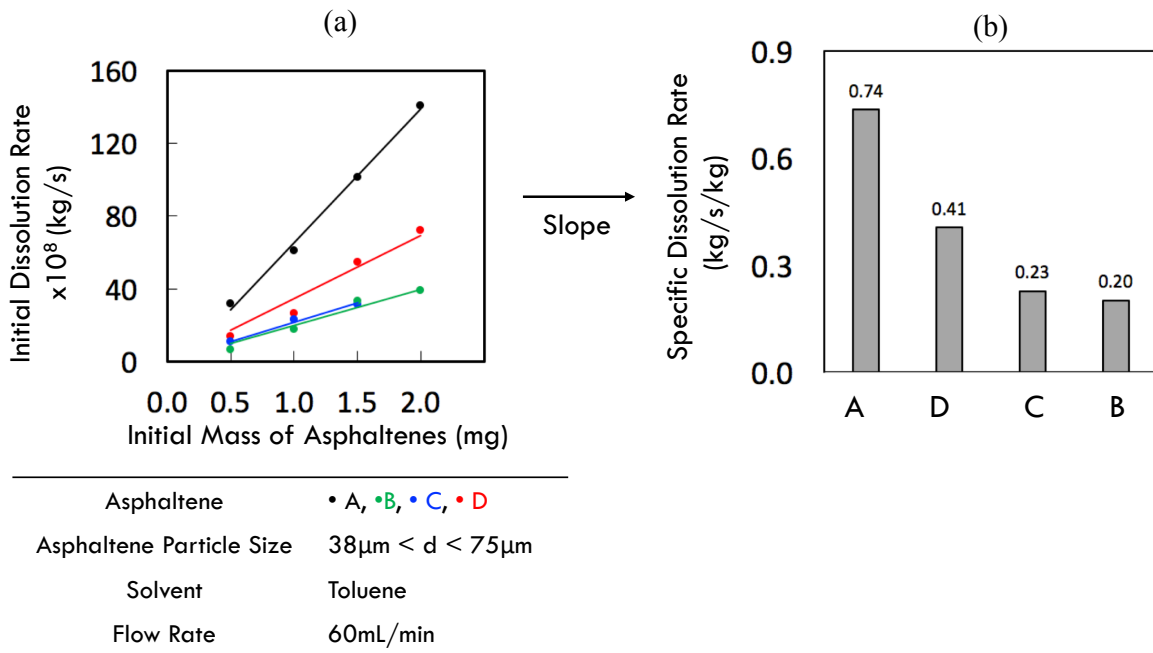 (a)
Initial Dissolution Rate
x10⁸ (kg/s)
160
120
80
40
0
0.0 0.5 1.0 1.5 2.0
Initial Mass of Asphaltenes (mg)
Slope
(b)
Specific Dissolution Rate
(kg/s/kg)
0.9
0.6
0.3
0.0
0.74
0.41
0.23
0.20
A D C B
Asphaltene • A, •B, • C, • D
Asphaltene Particle Size 38μm < d < 75μm
Solvent Toluene
Flow Rate 60mL/min